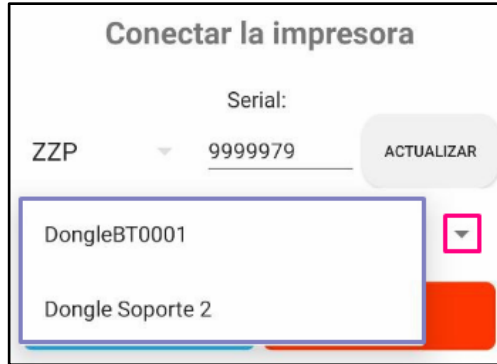 Conectar la impresora
Serial:
ZZP 9999979 ACTUALIZAR
DongleBT0001
Dongle Soporte 2